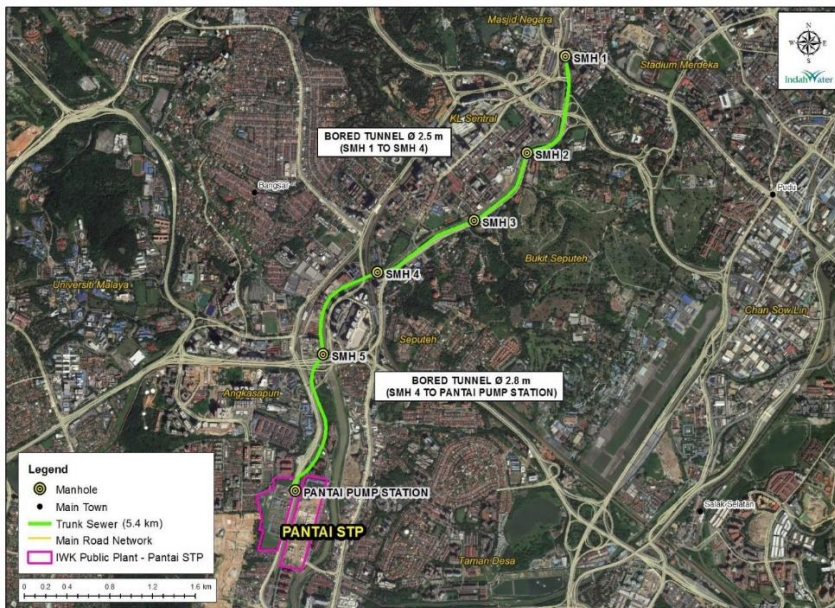 Masjid Negara
N
W E
S
Indah Water
SMH 1
Stadium Merdeka
KL Sentral
BORED TUNNEL Ø 2.5 m
(SMH 1 TO SMH 4)
SMH 2
Bangsar
Pudu
SMH 3
Bukit Seputeh
Universiti Malaya
SMH 4
Chan Sow Lin
Seputeh
SMH 5
BORED TUNNEL Ø 2.8 m
(SMH 4 TO PANTAI PUMP STATION)
Angkasapuri
Legend
Manhole
Main Town
Trunk Sewer (5.4 km)
Main Road Network
IWK Public Plant - Pantai STP
PANTAI PUMP STATION
Salak Selatan
PANTAI STP
Taman Desa
0 0.2 0.4 0.8 1.2 1.6 km